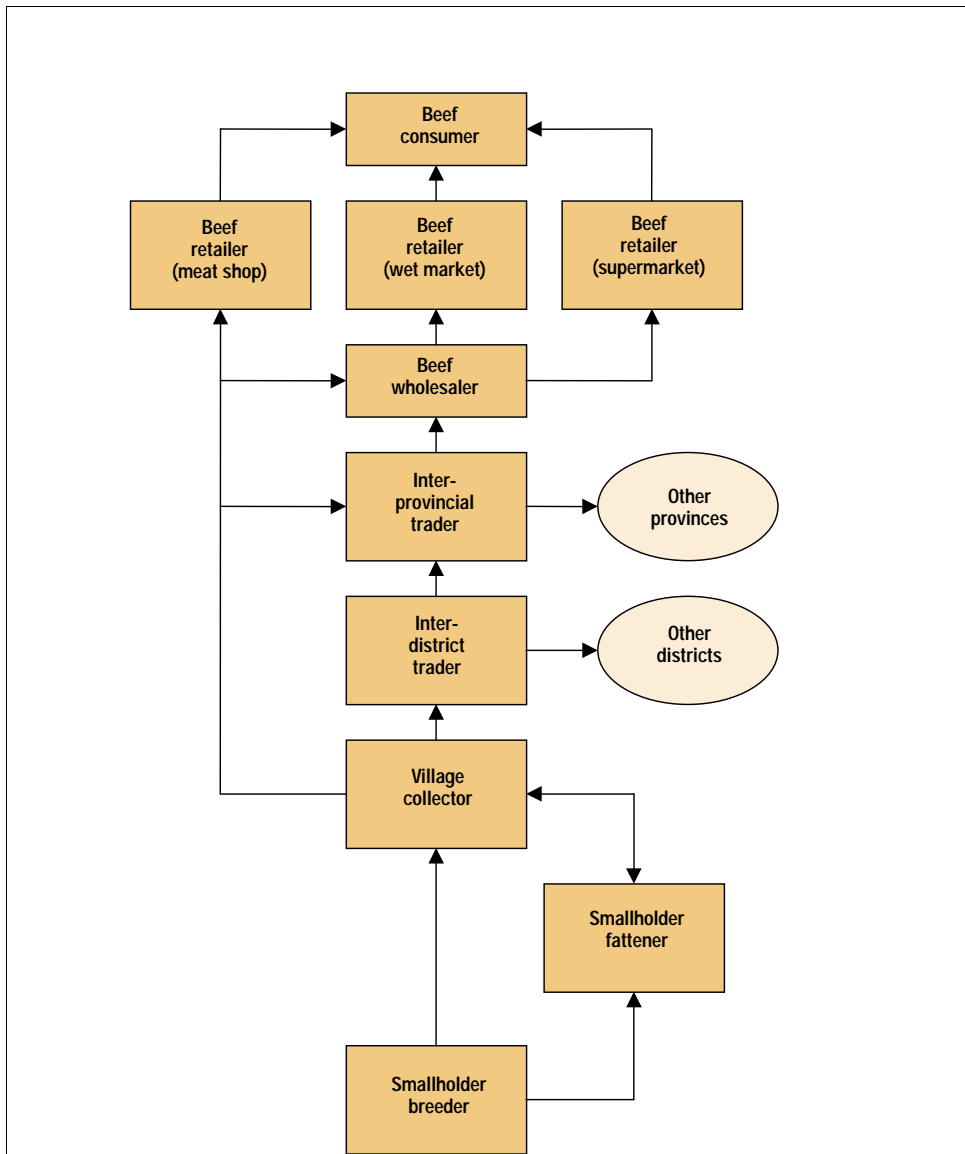 Beef
consumer
Beef
retailer
(meat shop)
Beef
retailer
(wet market)
Beef
retailer
(supermarket)
Beef
wholesaler
Inter-
provincial
trader
Other
provinces
Inter-
district
trader
Other
districts
Village
collector
Smallholder
fattener
Smallholder
breeder